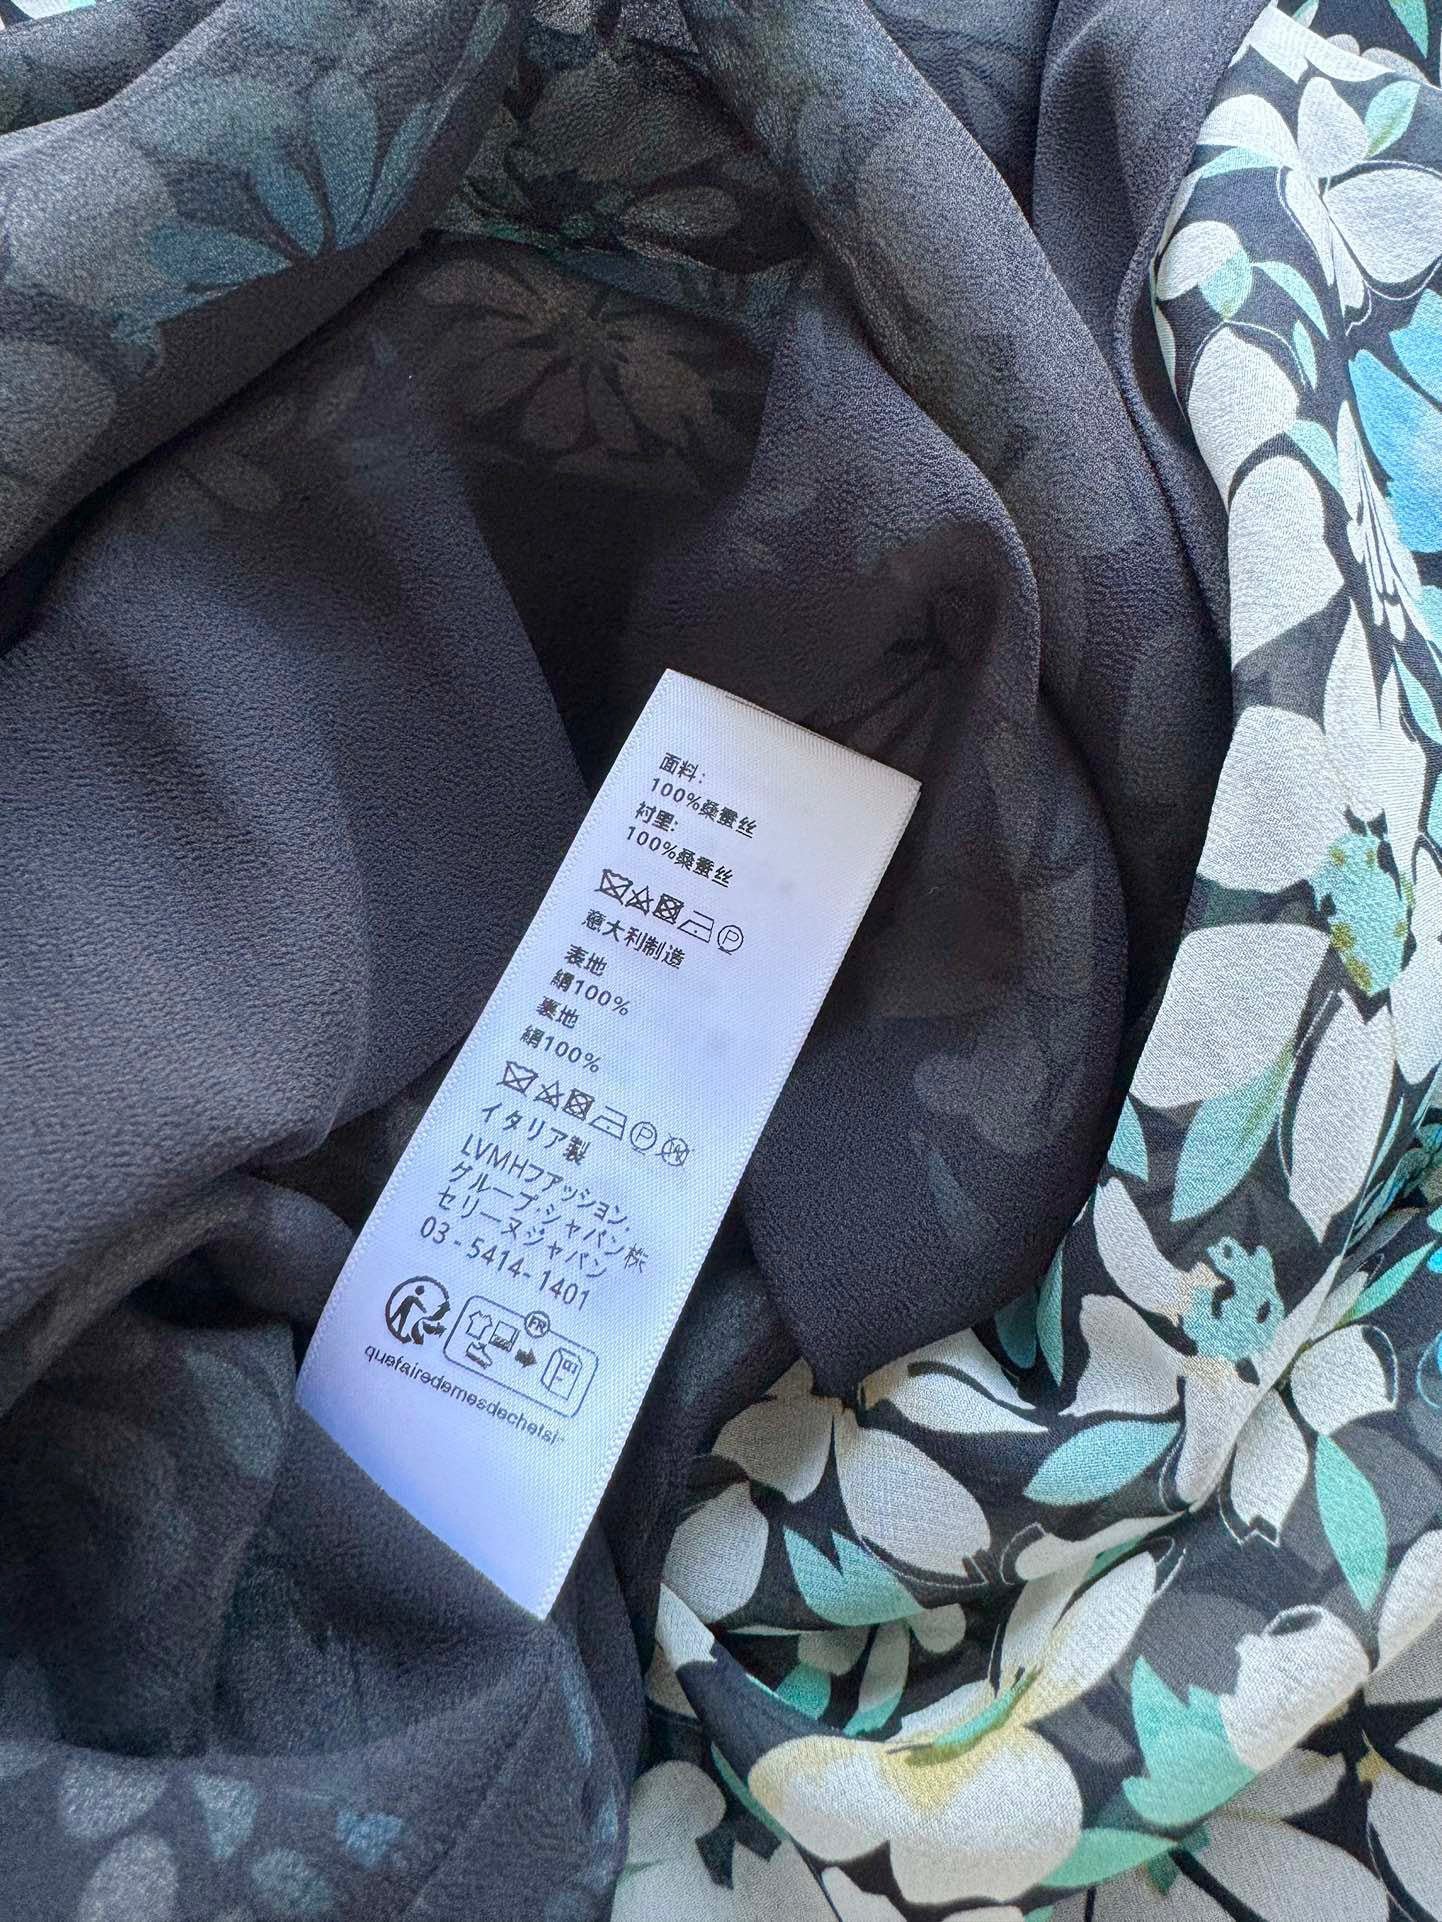 面料:
100%桑蚕丝
衬里:
100%桑蚕丝
P
意大利制造
表地
絹100%
裏地
絹100%
P
イタリア製
LVMHファッション.
グループ・ジャパン株
セリーヌジャパン
03-5414-1401
FR
quefairedemesdechets